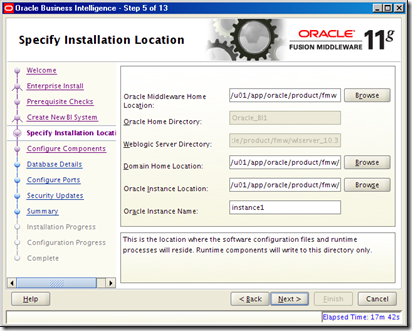 Oracle Business Intelligence - Step 5 of 13
Specify Installation Location
ORACLE
FUSION MIDDLEWARE
11g
Welcome
Enterprise Install
Prerequisite Checks
Create New BI System
Specify Installation Locati
Configure Components
Database Details
Configure Ports
Security Updates
Summary
Installation Progress
Configuration Progress
Complete
Oracle Middleware Home
Location:
/u01/app/oracle/product/fmw/
Browse
Oracle Home Directory:
Oracle_BI1
Weblogic Server Directory:
:le/product/fmw/wlserver_10.3
Domain Home Location:
/u01/app/oracle/product/fmw/
Browse
Oracle Instance Location:
/u01/app/oracle/product/fmw/
Browse
Oracle Instance Name:
instance1
This is the location where the software configuration files and runtime
processes will reside. Runtime components will write to this directory only.
Help
< Back
Next >
Finish
Cancel
Elapsed Time: 17m 42s